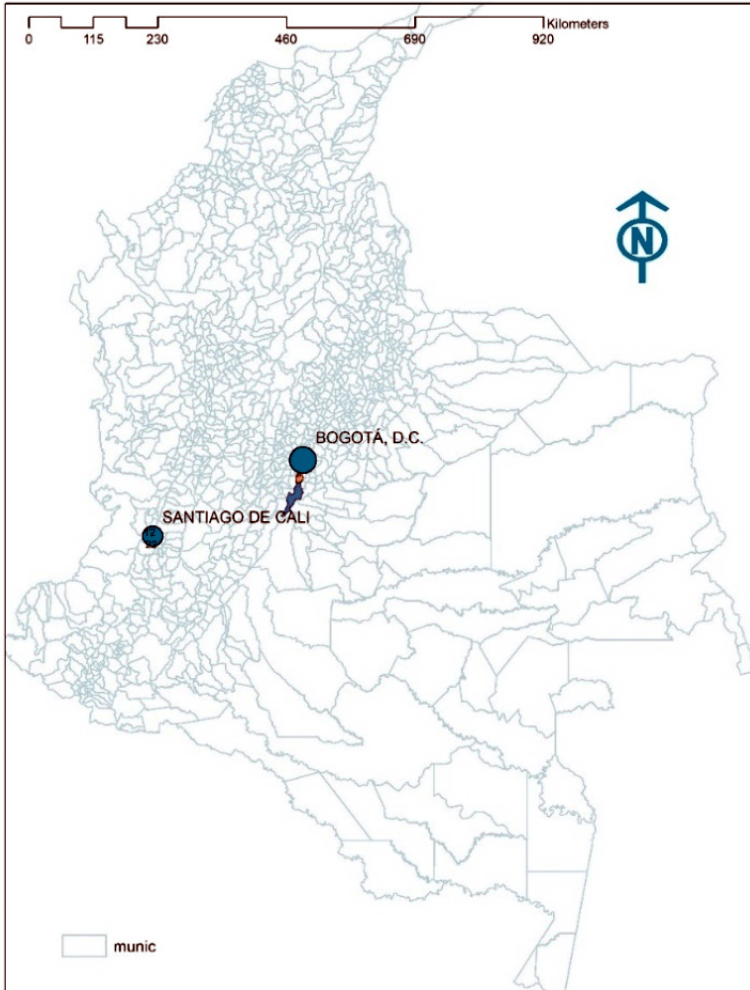 Kilometers
0 115 230 460 690 920
N
BOGOTÁ, D.C.
SANTIAGO DE CALI
munic